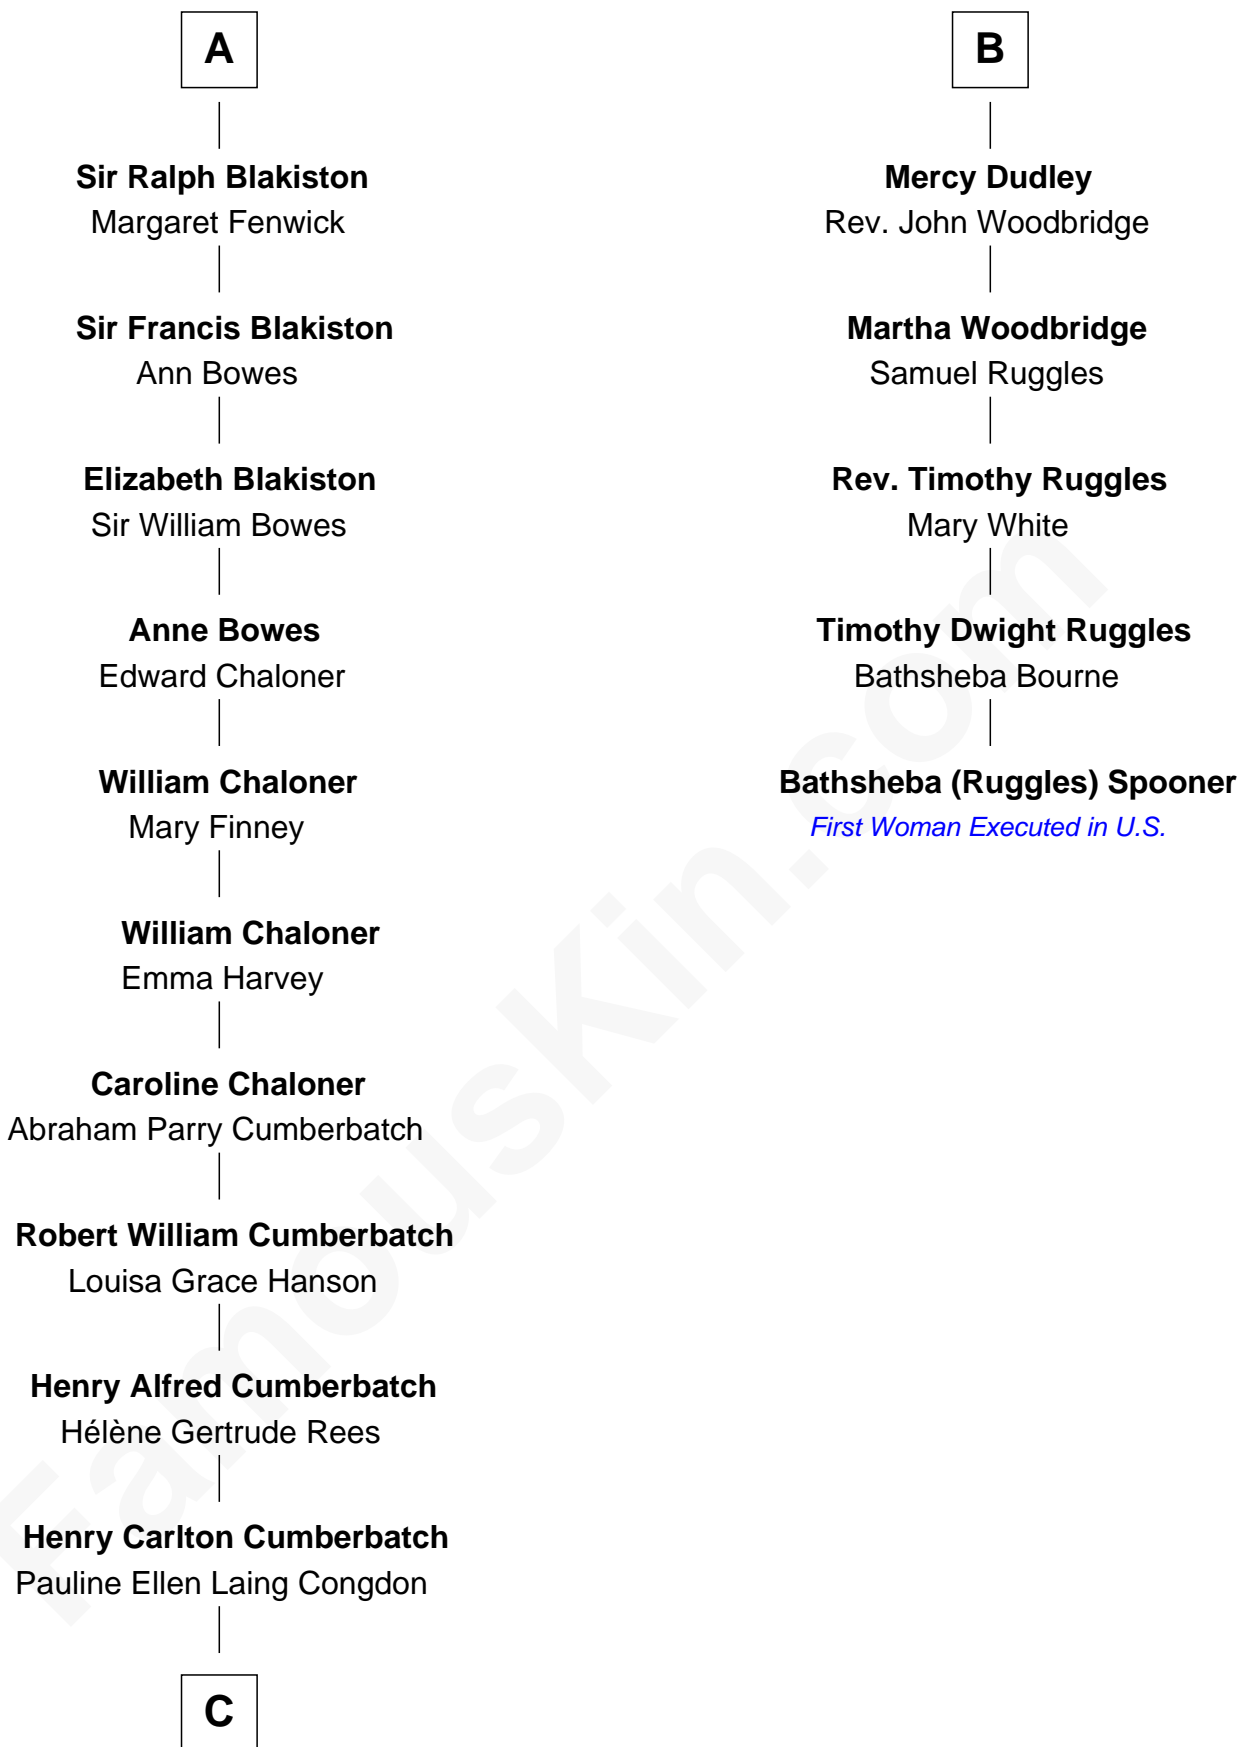 A
Sir Ralph Blakiston
Margaret Fenwick
Sir Francis Blakiston
Ann Bowes
Elizabeth Blakiston
Sir William Bowes
Anne Bowes
Edward Chaloner
William Chaloner
Mary Finney
William Chaloner
Emma Harvey
Caroline Chaloner
Abraham Parry Cumberbatch
Robert William Cumberbatch
Louisa Grace Hanson
Henry Alfred Cumberbatch
Hélène Gertrude Rees
Henry Carlton Cumberbatch
Pauline Ellen Laing Congdon
C
B
Mercy Dudley
Rev. John Woodbridge
Martha Woodbridge
Samuel Ruggles
Rev. Timothy Ruggles
Mary White
Timothy Dwight Ruggles
Bathsheba Bourne
Bathsheba (Ruggles) Spooner
First Woman Executed in U.S.
FamousKin.com